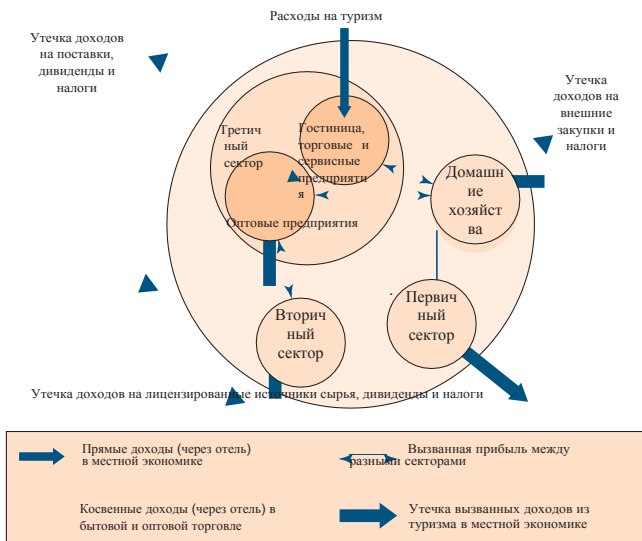 Расходы на туризм
Утечка доходов
на поставки,
дивиденды и
налоги
Утечка
доходов на
внешние
закупки и
налоги
Третич
ный
сектор
Гостиница,
торговые и
сервисные
предприяти
я
Оптовые предприятия
Домашн
ие
хозяйст
ва
Вторич
ный
сектор
Первич
ный
сектор
Утечка доходов на лицензированные источники сырья, дивиденды и налоги
Прямые доходы (через отель)
в местной экономике
Вызванная прибыль между
разными секторами
Косвенные доходы (через отель) в
бытовой и оптовой торговле
Утечка вызванных доходов из
туризма в местной экономике